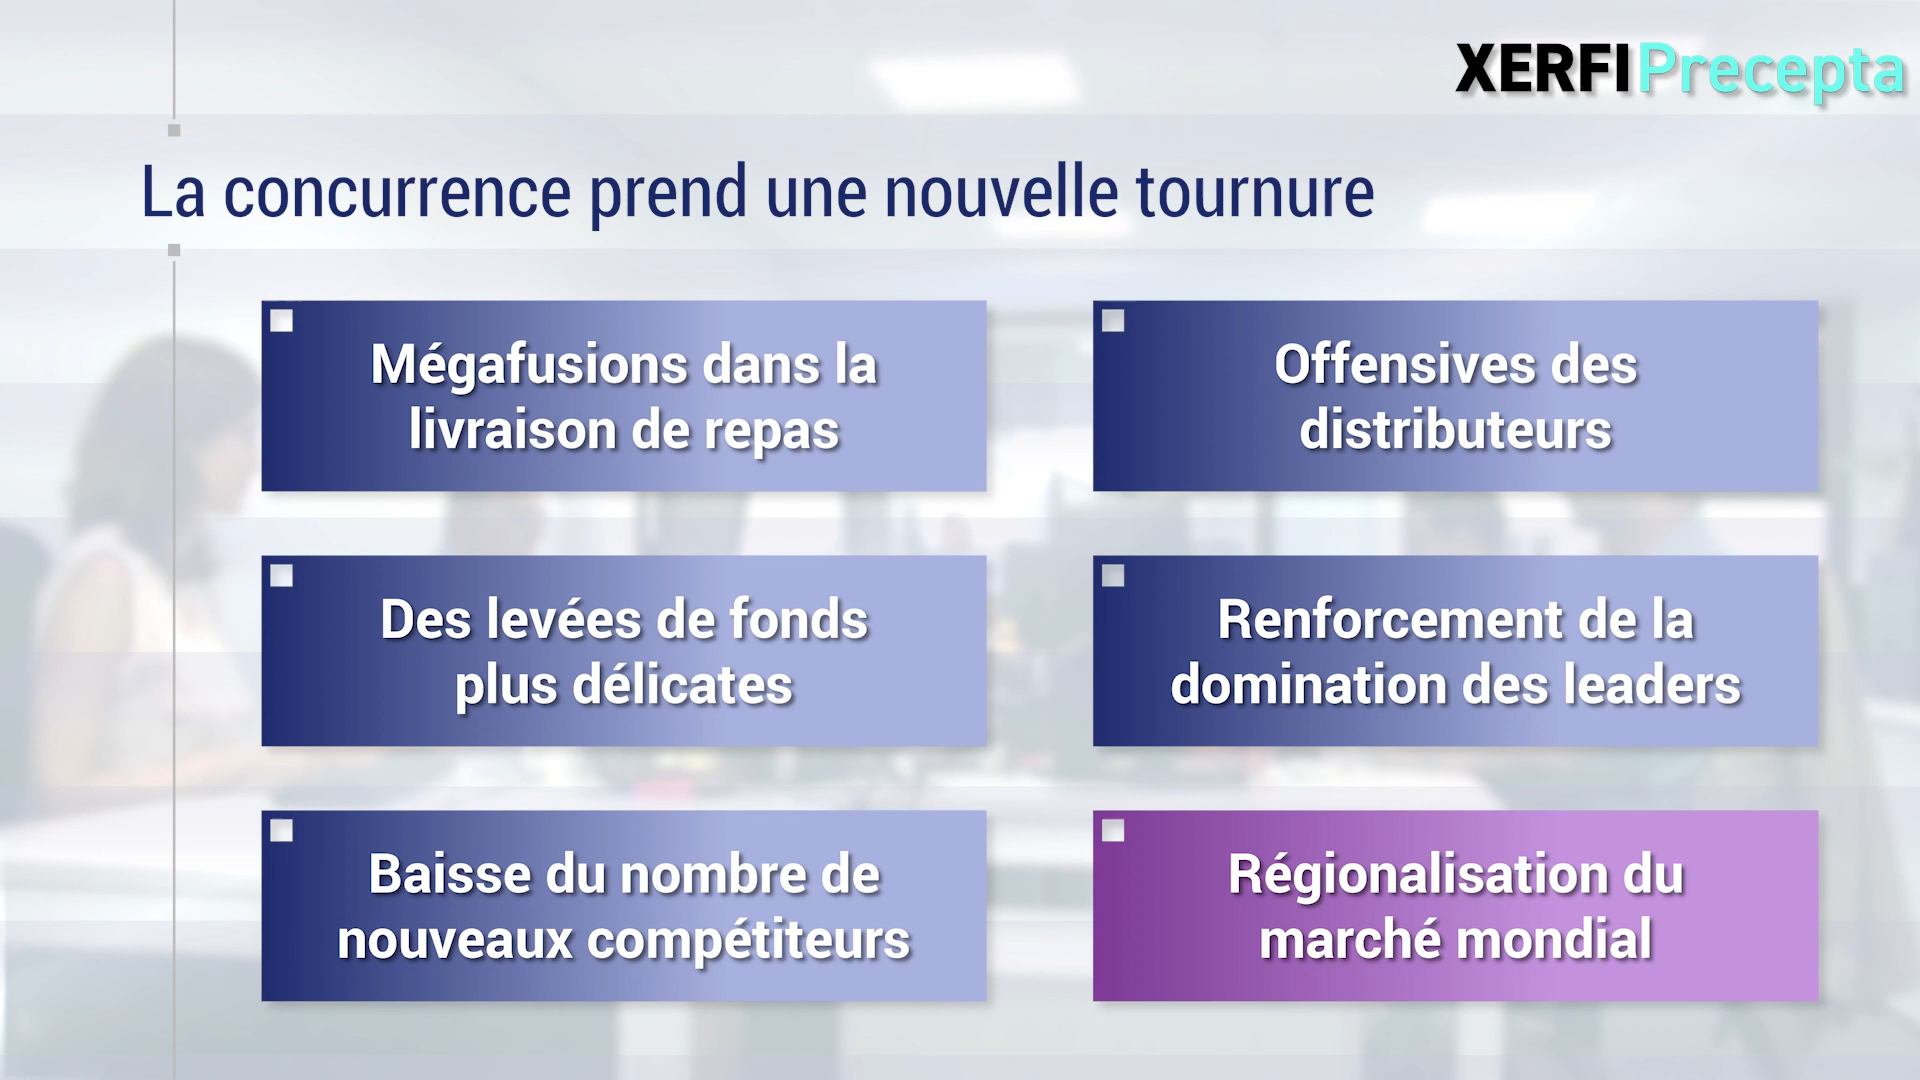 XERFI Precepta
La concurrence prend une nouvelle tournure
Mégafusions dans la
livraison de repas
Offensives des
distributeurs
Des levées de fonds
plus délicates
Renforcement de la
domination des leaders
Baisse du nombre de
nouveaux compétiteurs
Régionalisation du
marché mondial